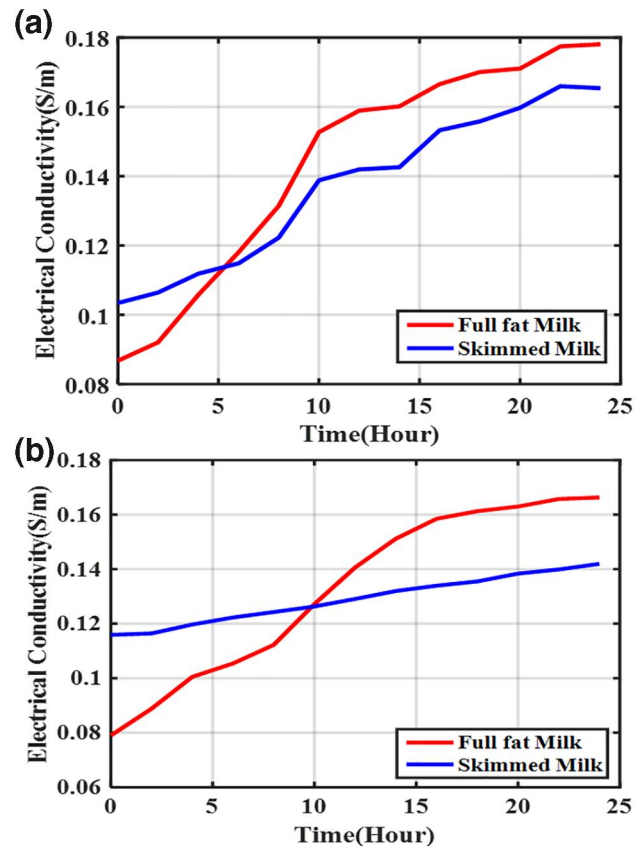 (a)
0.18
0.16
0.14
0.12
0.1
0.08
Electrical Conductivity(S/m)
Full fat Milk
Skimmed Milk
0 5 10 15 20 25
Time(Hour)
(b)
0.18
0.16
0.14
0.12
0.1
0.08
0.06
Electrical Conductivity(S/m)
Full fat Milk
Skimmed Milk
0 5 10 15 20 25
Time(Hour)